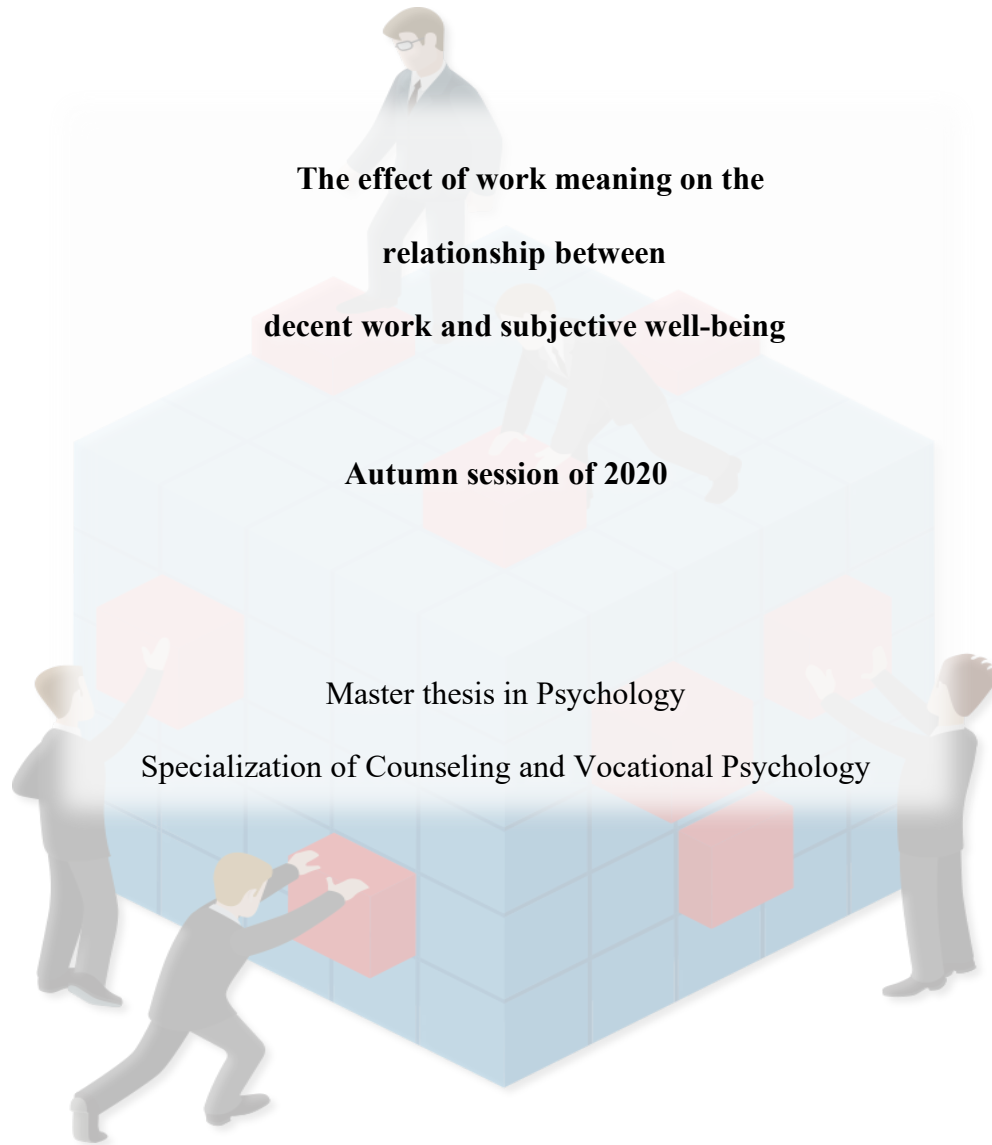 The effect of work meaning on the
relationship between
decent work and subjective well-being
Autumn session of 2020
Master thesis in Psychology
Specialization of Counseling and Vocational Psychology